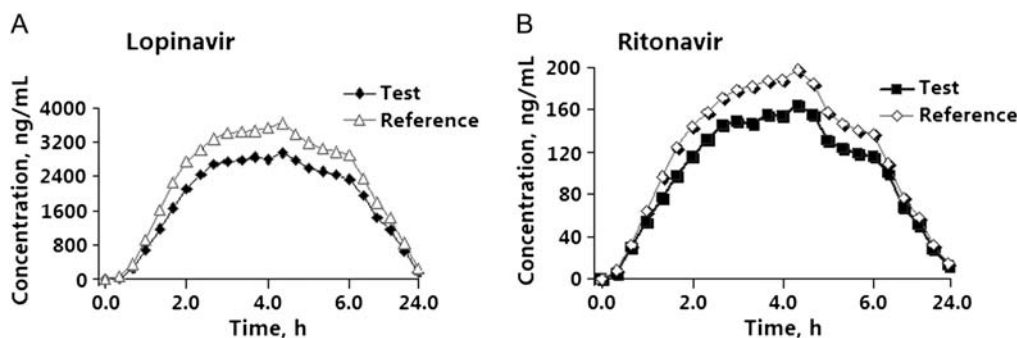 A
Lopinavir
Concentration, ng/mL
4000
3200
2400
1600
800
0
Test
Reference
0.0
2.0
4.0
6.0
24.0
Time, h
B
Ritonavir
Concentration, ng/mL
200
160
120
80
40
0
Test
Reference
0.0
2.0
4.0
6.0
24.0
Time, h